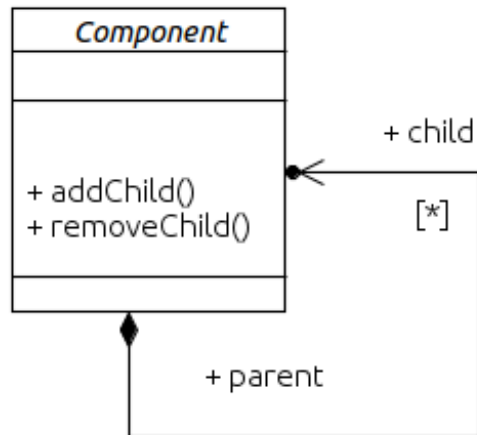 Component
+ child
+ addChild()
+ removeChild()
[*]
+ parent